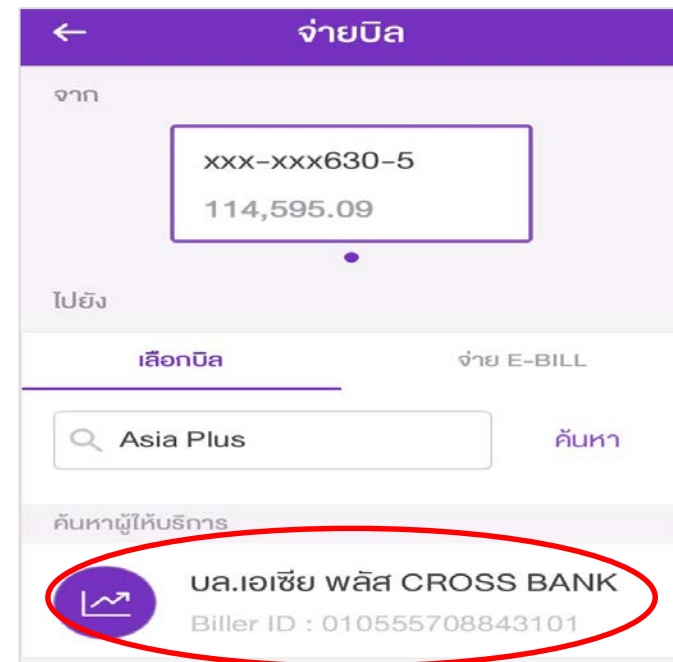 จ่ายบิล
จาก
xxx-xxx630-5
114,595.09
ไปยัง
เลือกบิล จ่าย E-BILL
Asia Plus ค้นหา
ค้นหาผู้ให้บริการ
บล.เอเซีย พลัส CROSS BANK
Biller ID : 010555708843101